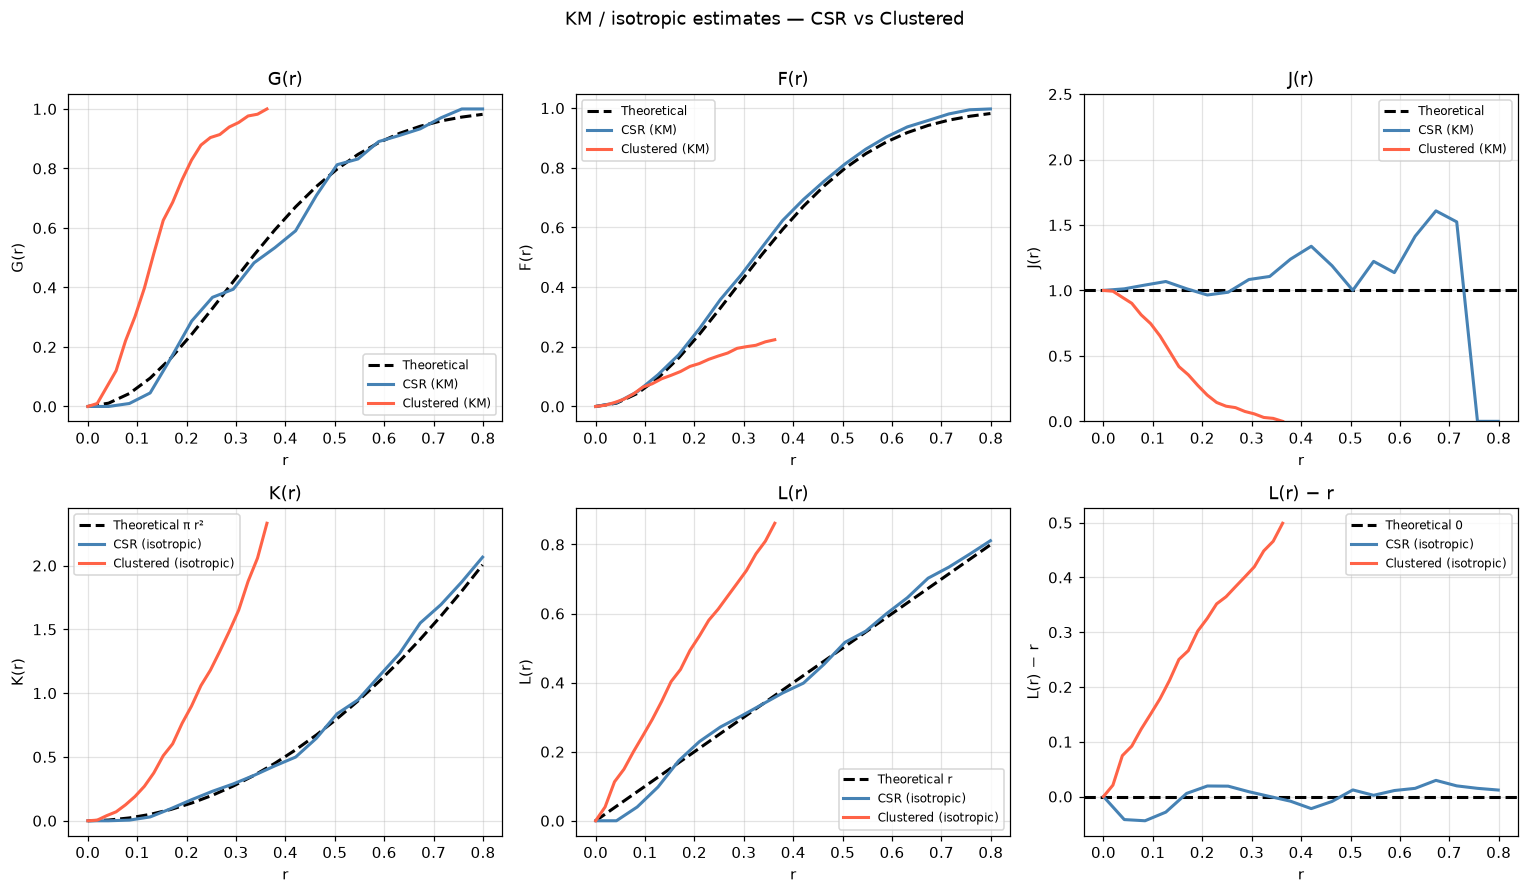 KM / isotropic estimates — CSR vs Clustered
G(r)
G(r)
1.0
0.8
0.6
0.4
0.2
0.0
0.0 0.1 0.2 0.3 0.4 0.5 0.6 0.7 0.8
r
Theoretical
CSR (KM)
Clustered (KM)
F(r)
F(r)
1.0
0.8
0.6
0.4
0.2
0.0
0.0 0.1 0.2 0.3 0.4 0.5 0.6 0.7 0.8
r
Theoretical
CSR (KM)
Clustered (KM)
J(r)
J(r)
2.5
2.0
1.5
1.0
0.5
0.0
0.0 0.1 0.2 0.3 0.4 0.5 0.6 0.7 0.8
r
Theoretical
CSR (KM)
Clustered (KM)
K(r)
K(r)
2.0
1.5
1.0
0.5
0.0
0.0 0.1 0.2 0.3 0.4 0.5 0.6 0.7 0.8
r
Theoretical π r²
CSR (isotropic)
Clustered (isotropic)
L(r)
L(r)
0.8
0.6
0.4
0.2
0.0
0.0 0.1 0.2 0.3 0.4 0.5 0.6 0.7 0.8
r
Theoretical r
CSR (isotropic)
Clustered (isotropic)
L(r) − r
L(r) − r
0.5
0.4
0.3
0.2
0.1
0.0
0.0 0.1 0.2 0.3 0.4 0.5 0.6 0.7 0.8
r
Theoretical 0
CSR (isotropic)
Clustered (isotropic)